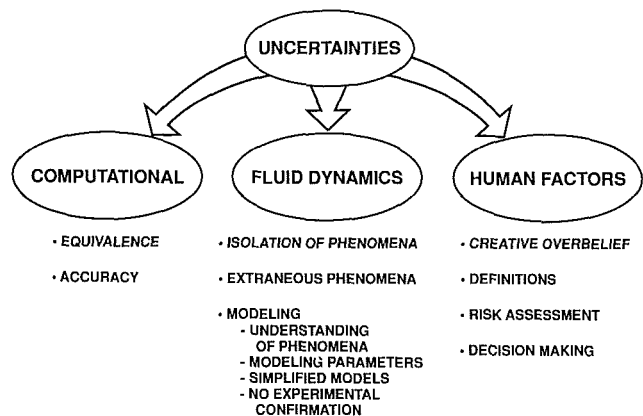 UNCERTAINTIES
COMPUTATIONAL
• EQUIVALENCE
• ACCURACY
FLUID DYNAMICS
• ISOLATION OF PHENOMENA
• EXTRANEOUS PHENOMENA
• MODELING
- UNDERSTANDING
OF PHENOMENA
- MODELING PARAMETERS
- SIMPLIFIED MODELS
- NO EXPERIMENTAL
CONFIRMATION
HUMAN FACTORS
• CREATIVE OVERBELIEF
• DEFINITIONS
• RISK ASSESSMENT
• DECISION MAKING